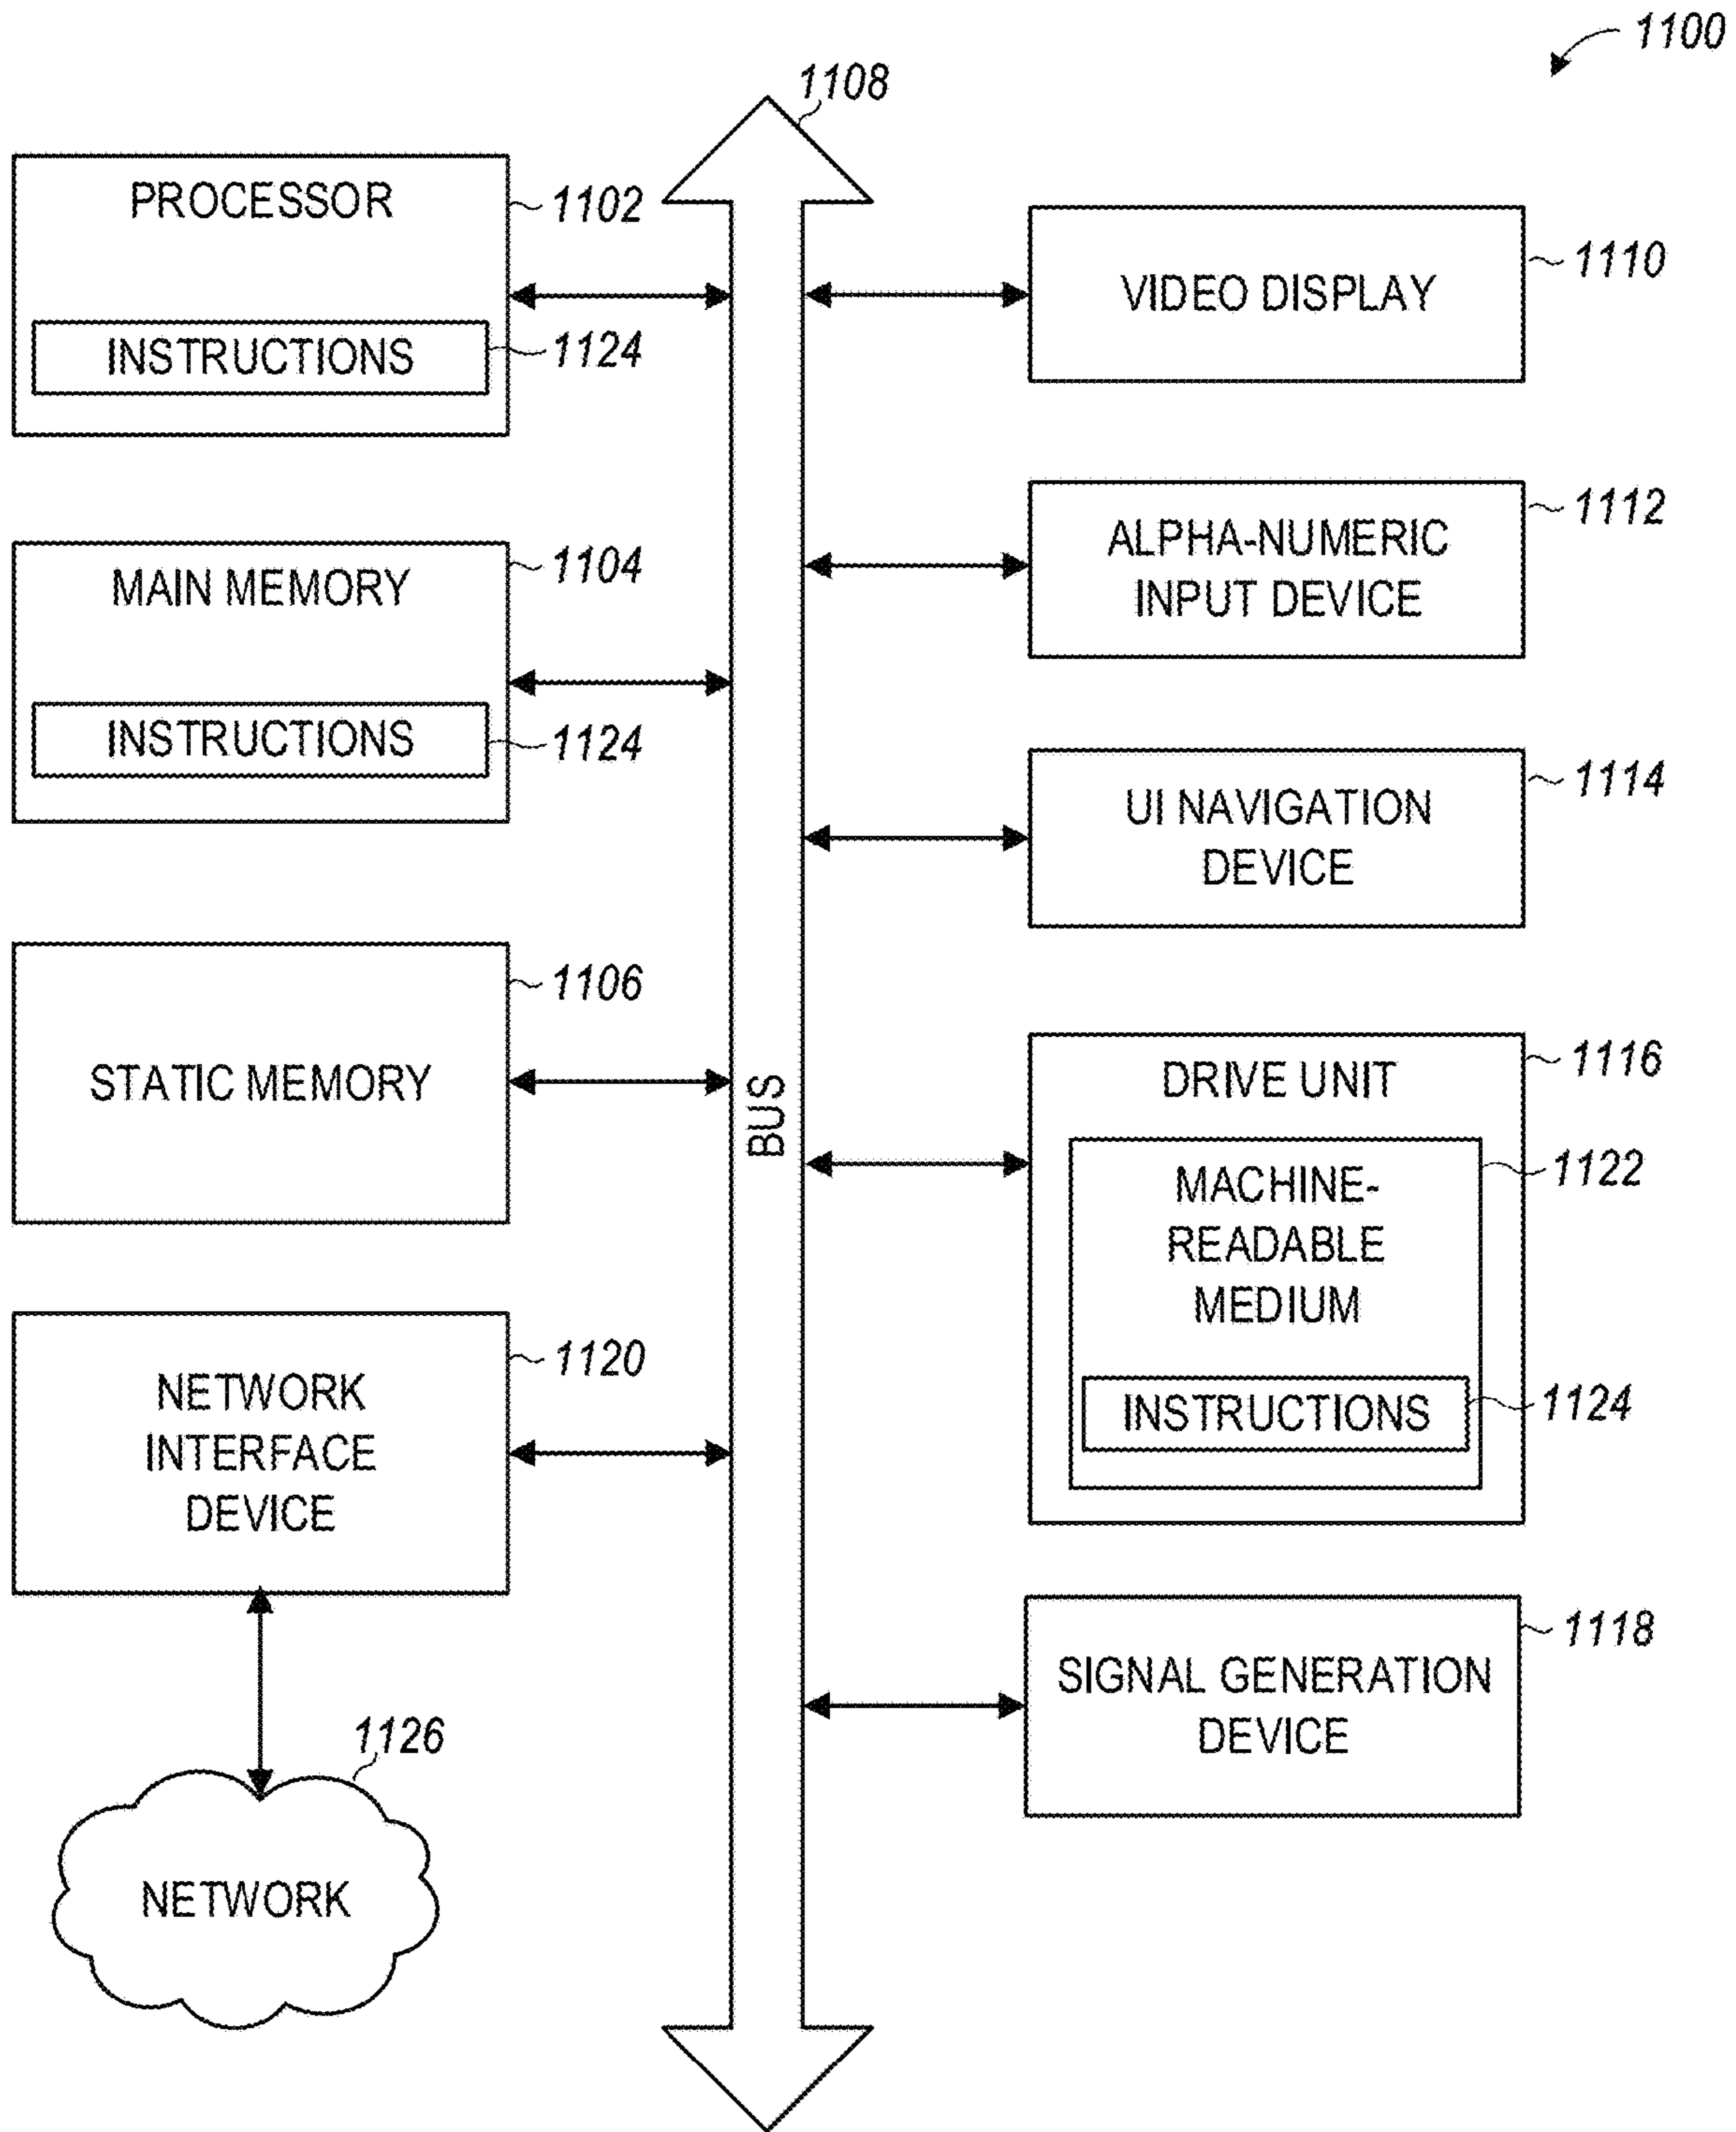 1100
1108
PROCESSOR
1102
INSTRUCTIONS
1124
MAIN MEMORY
1104
INSTRUCTIONS
1124
STATIC MEMORY
1106
NETWORK
INTERFACE
DEVICE
1120
NETWORK
1126
BUS
VIDEO DISPLAY
1110
ALPHA-NUMERIC
INPUT DEVICE
1112
UI NAVIGATION
DEVICE
1114
DRIVE UNIT
1116
MACHINE-
READABLE
MEDIUM
1122
INSTRUCTIONS
1124
SIGNAL GENERATION
DEVICE
1118